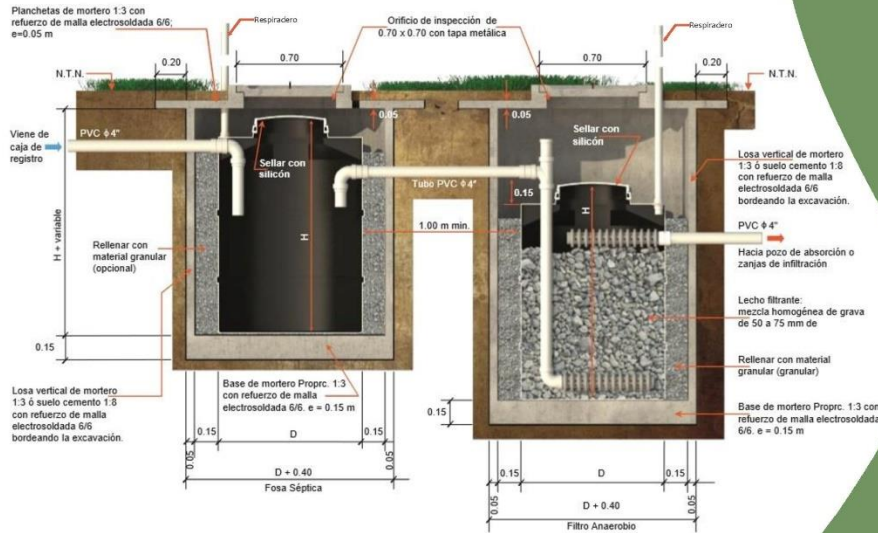 Planchetas de mortero 1:3 con
refuerzo de malla electrosoldada 6/6;
e=0.05 m
Respiradero
Orificio de inspección de
0.70 x 0.70 con tapa metálica
Respiradero
0.20
0.70
0.70
0.20
N.T.N.
N.T.N.
0.05
0.05
Viene de
caja de
registro
PVC ϕ 4"
Sellar con
silicón
Sellar con
silicón
Tubo PVC ϕ 4"
0.15
Losa vertical de mortero
1:3 ó suelo cemento 1:8
con refuerzo de malla
electrosoldada 6/6
bordeando la excavación.
H + variable
H
H
1.00 m min.
PVC ϕ 4"
Hacia pozo de absorción o
zanjas de infiltración
Rellenar con
material granular
(opcional)
Lecho filtrante:
mezcla homogénea de grava
de 50 a 75 mm de
0.15
Rellenar con material
granular (granular)
Losa vertical de mortero
1:3 ó suelo cemento 1:8
con refuerzo de malla
electrosoldada 6/6
bordeando la excavación.
Base de mortero Proprc. 1:3
con refuerzo de malla
electrosoldada 6/6. e = 0.15 m
0.15
Base de mortero Proprc. 1:3 con
refuerzo de malla electrosoldada
6/6. e = 0.15 m
0.05
0.15
D
0.15
0.05
D + 0.40
Fosa Séptica
0.05
0.15
D
0.15
0.05
D + 0.40
Filtro Anaerobio